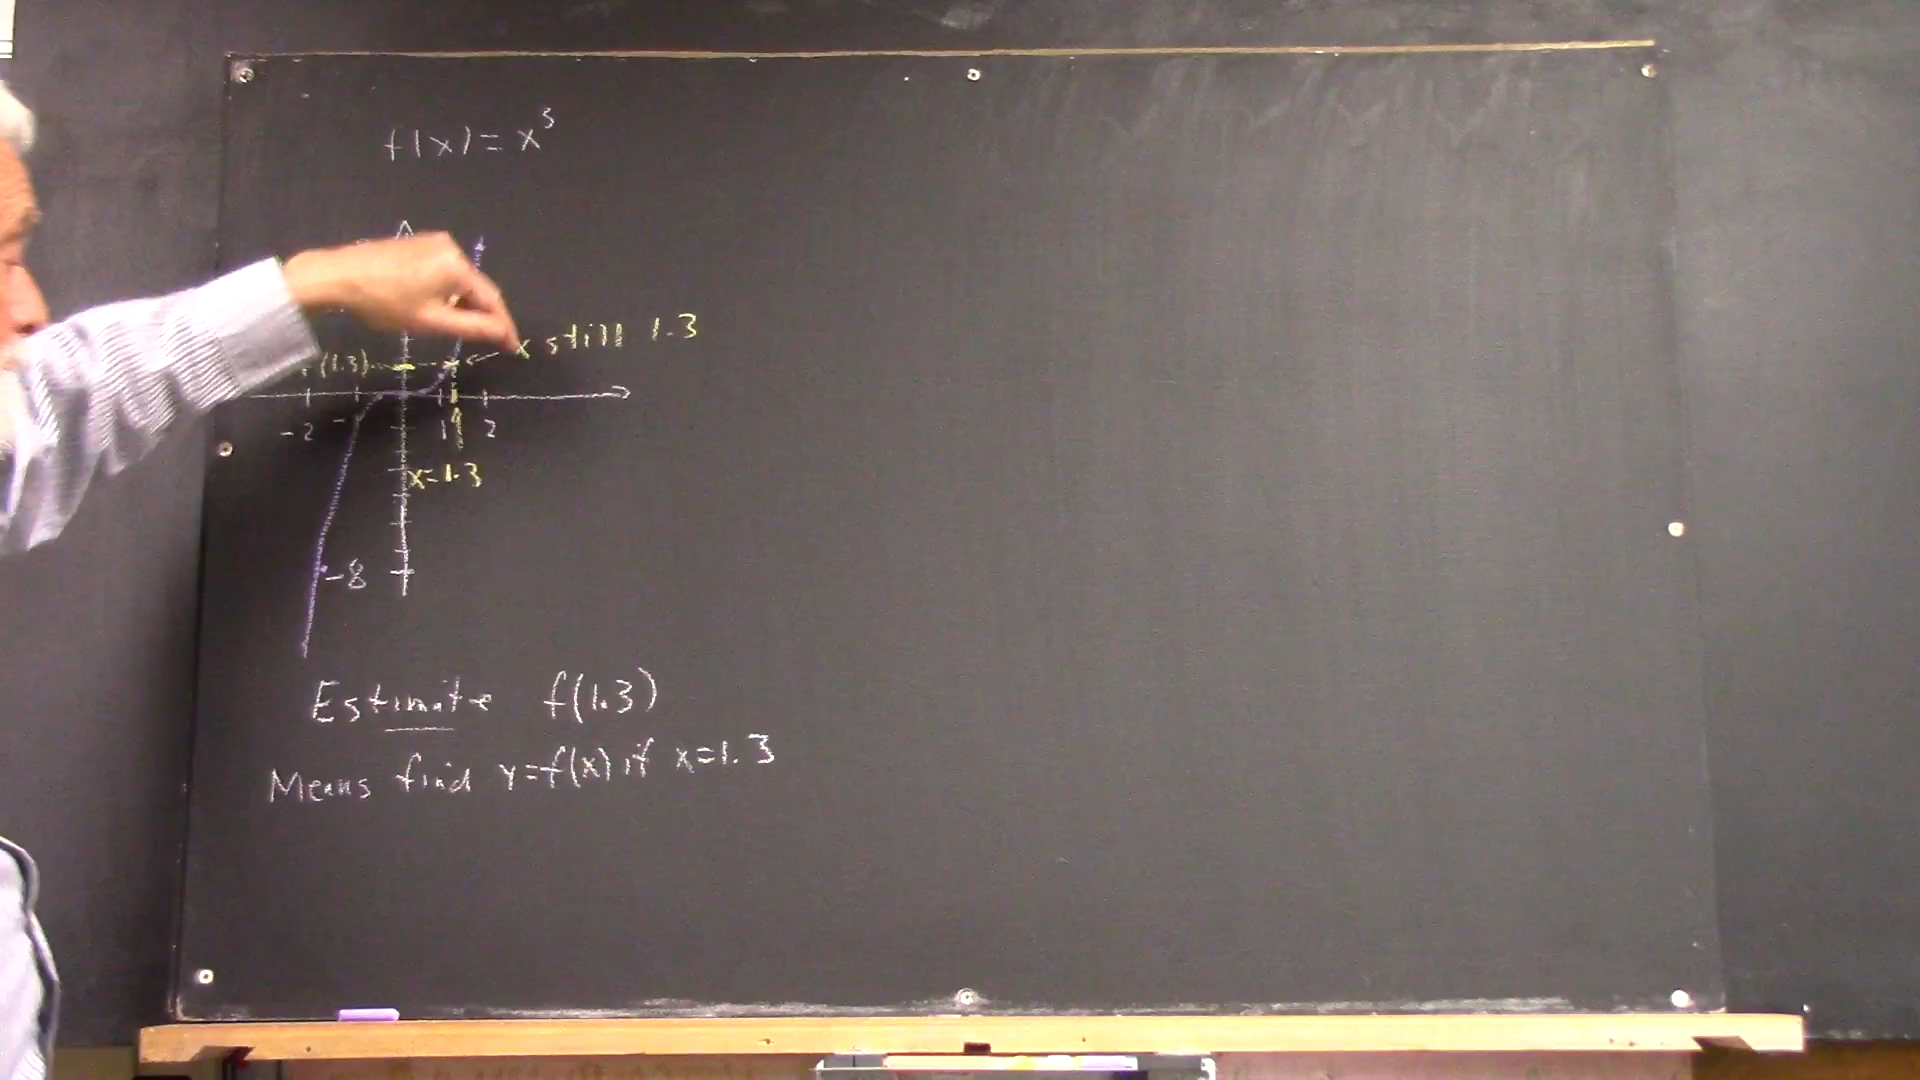 f(x) = x³
x still 1.3
(1.3)
-2 - 1 2
x=1.3
-8
Estimate f(1.3)
Means find y=f(x) if x=1.3